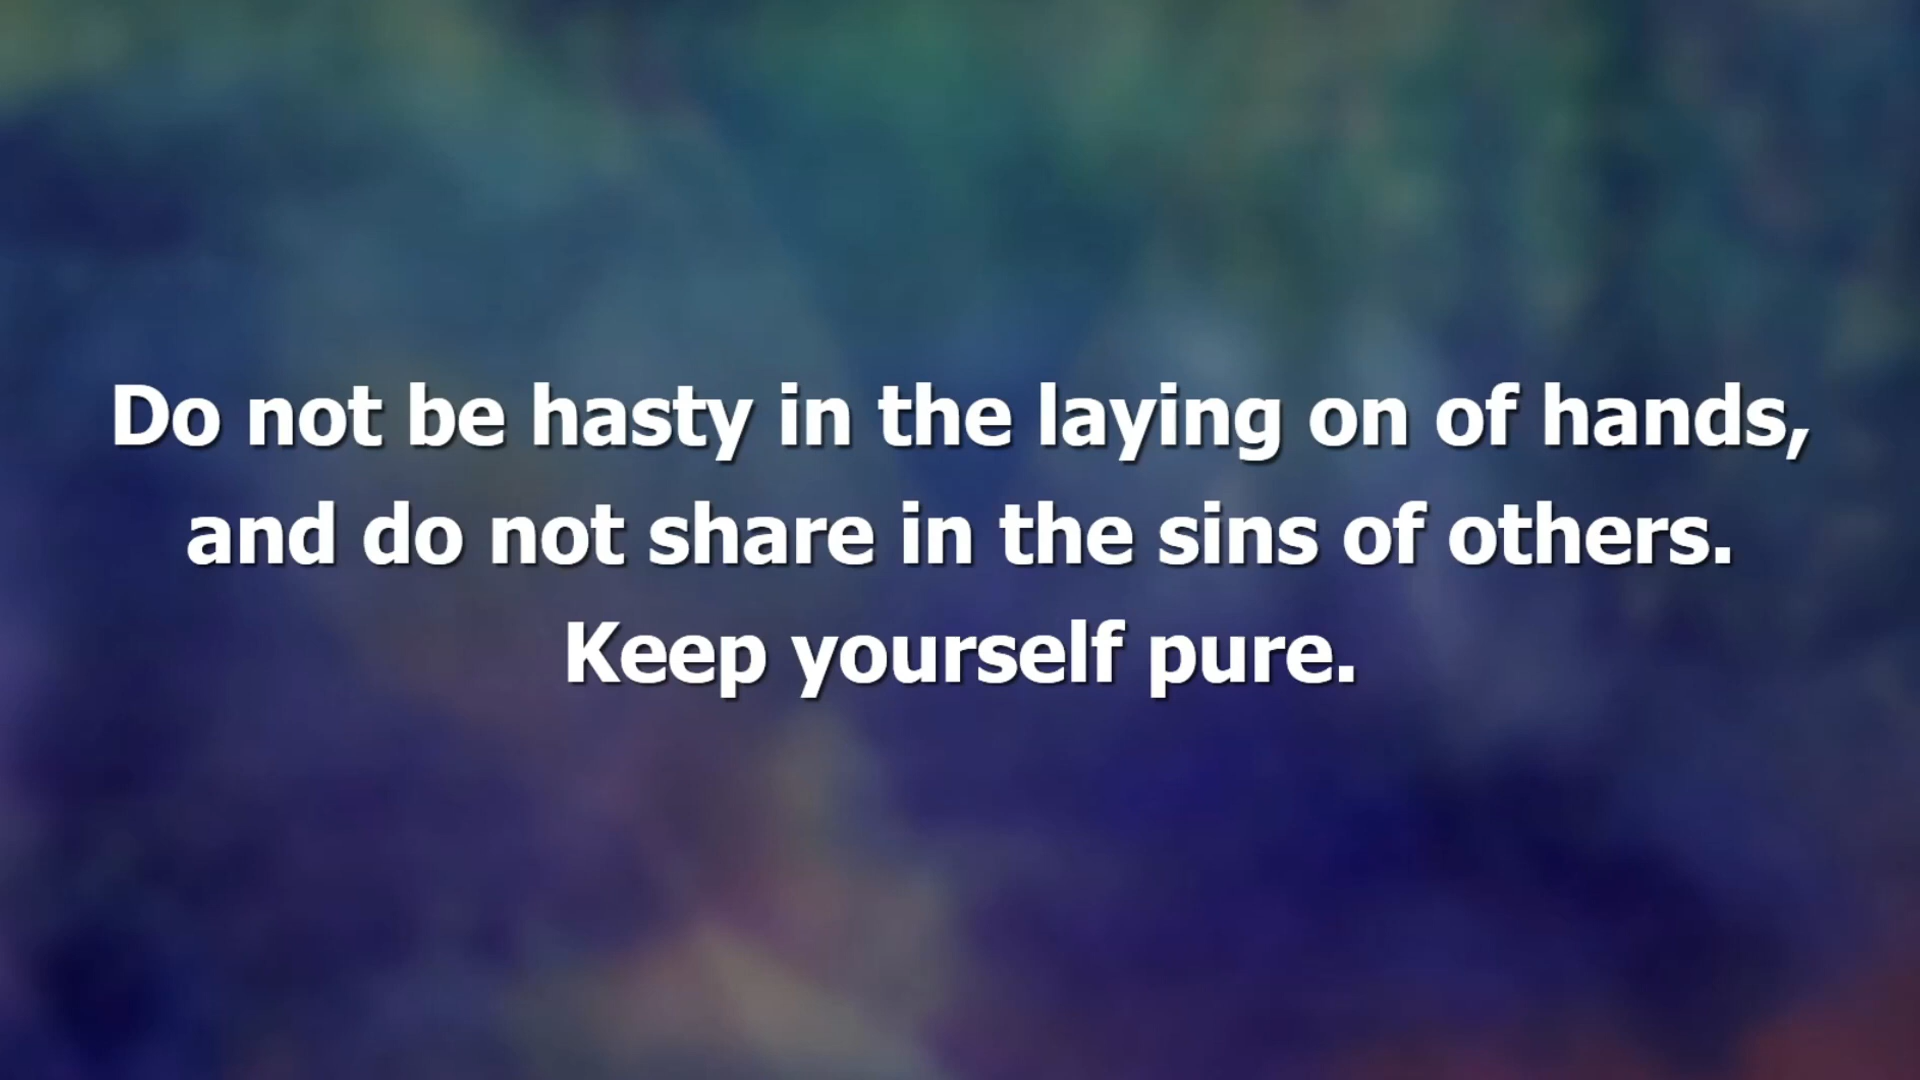 Do not be hasty in the laying on of hands,
and do not share in the sins of others.
Keep yourself pure.